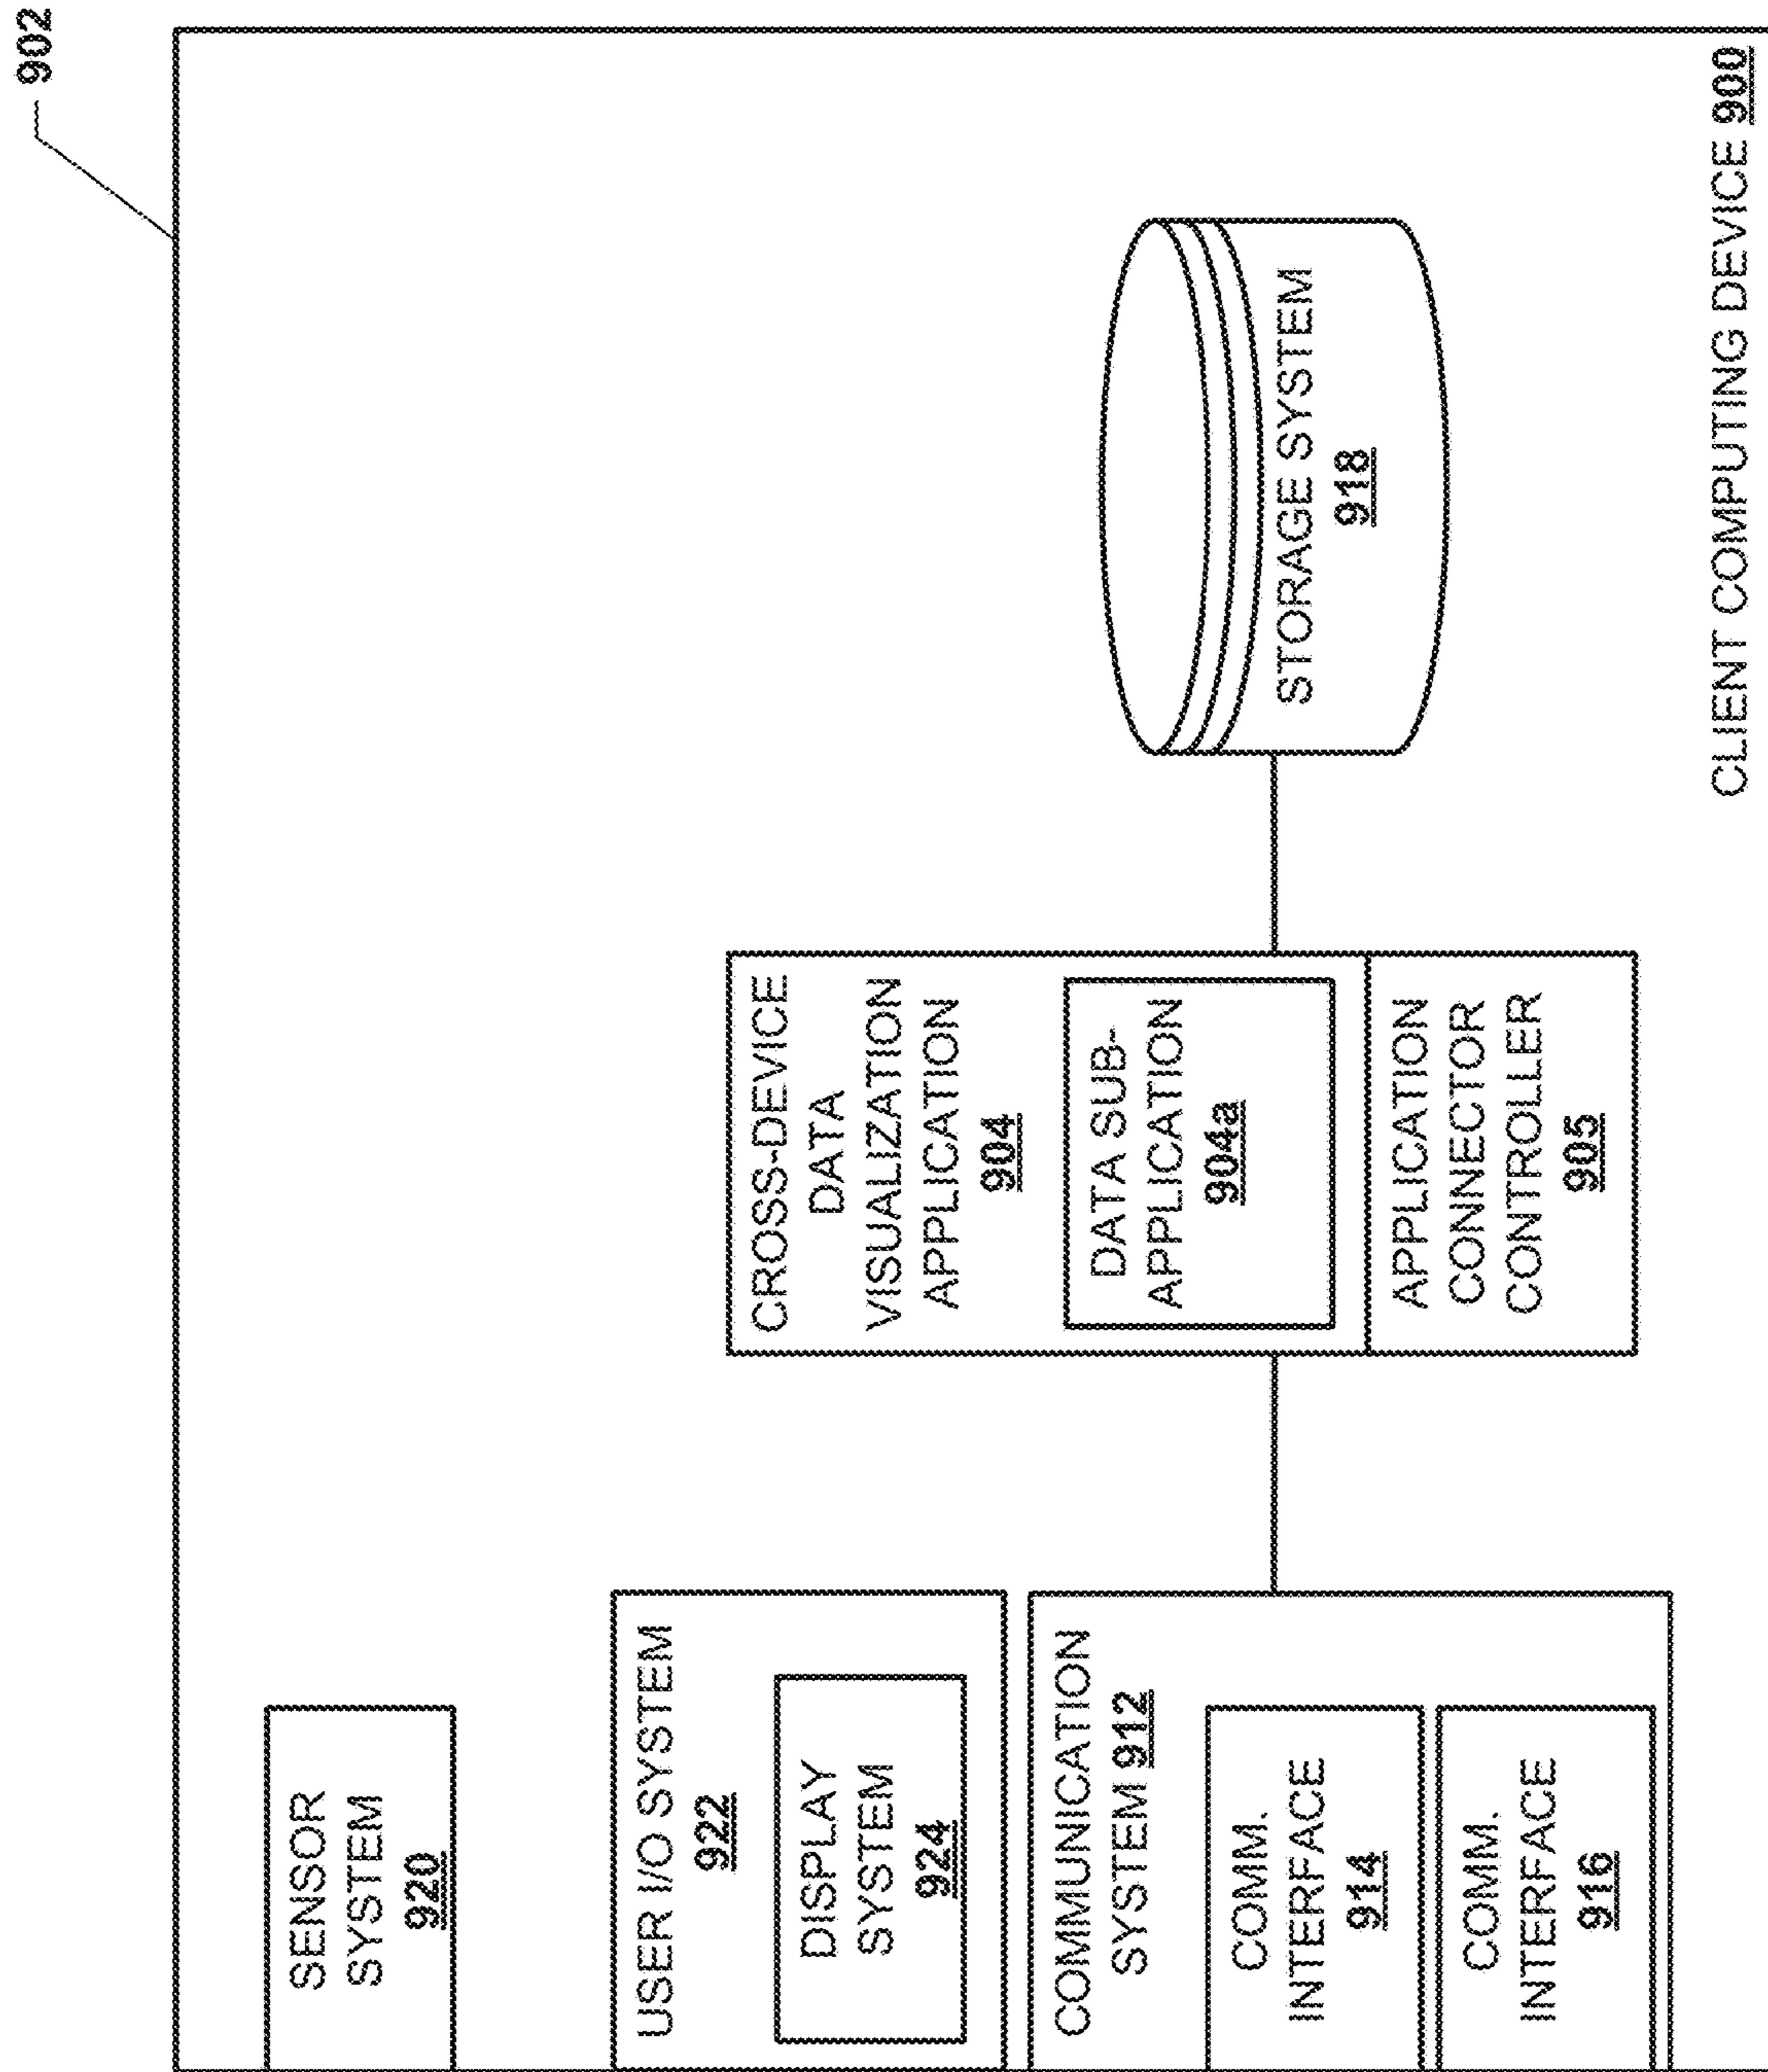 902
SENSOR
SYSTEM
920
USER I/O SYSTEM
922
DISPLAY
SYSTEM
924
COMMUNICATION
SYSTEM 912
COMM.
INTERFACE
914
COMM.
INTERFACE
916
CROSS-DEVICE
DATA
VISUALIZATION
APPLICATION
904
DATA SUB-
APPLICATION
904a
APPLICATION
CONNECTOR
CONTROLLER
905
STORAGE SYSTEM
918
CLIENT COMPUTING DEVICE 900